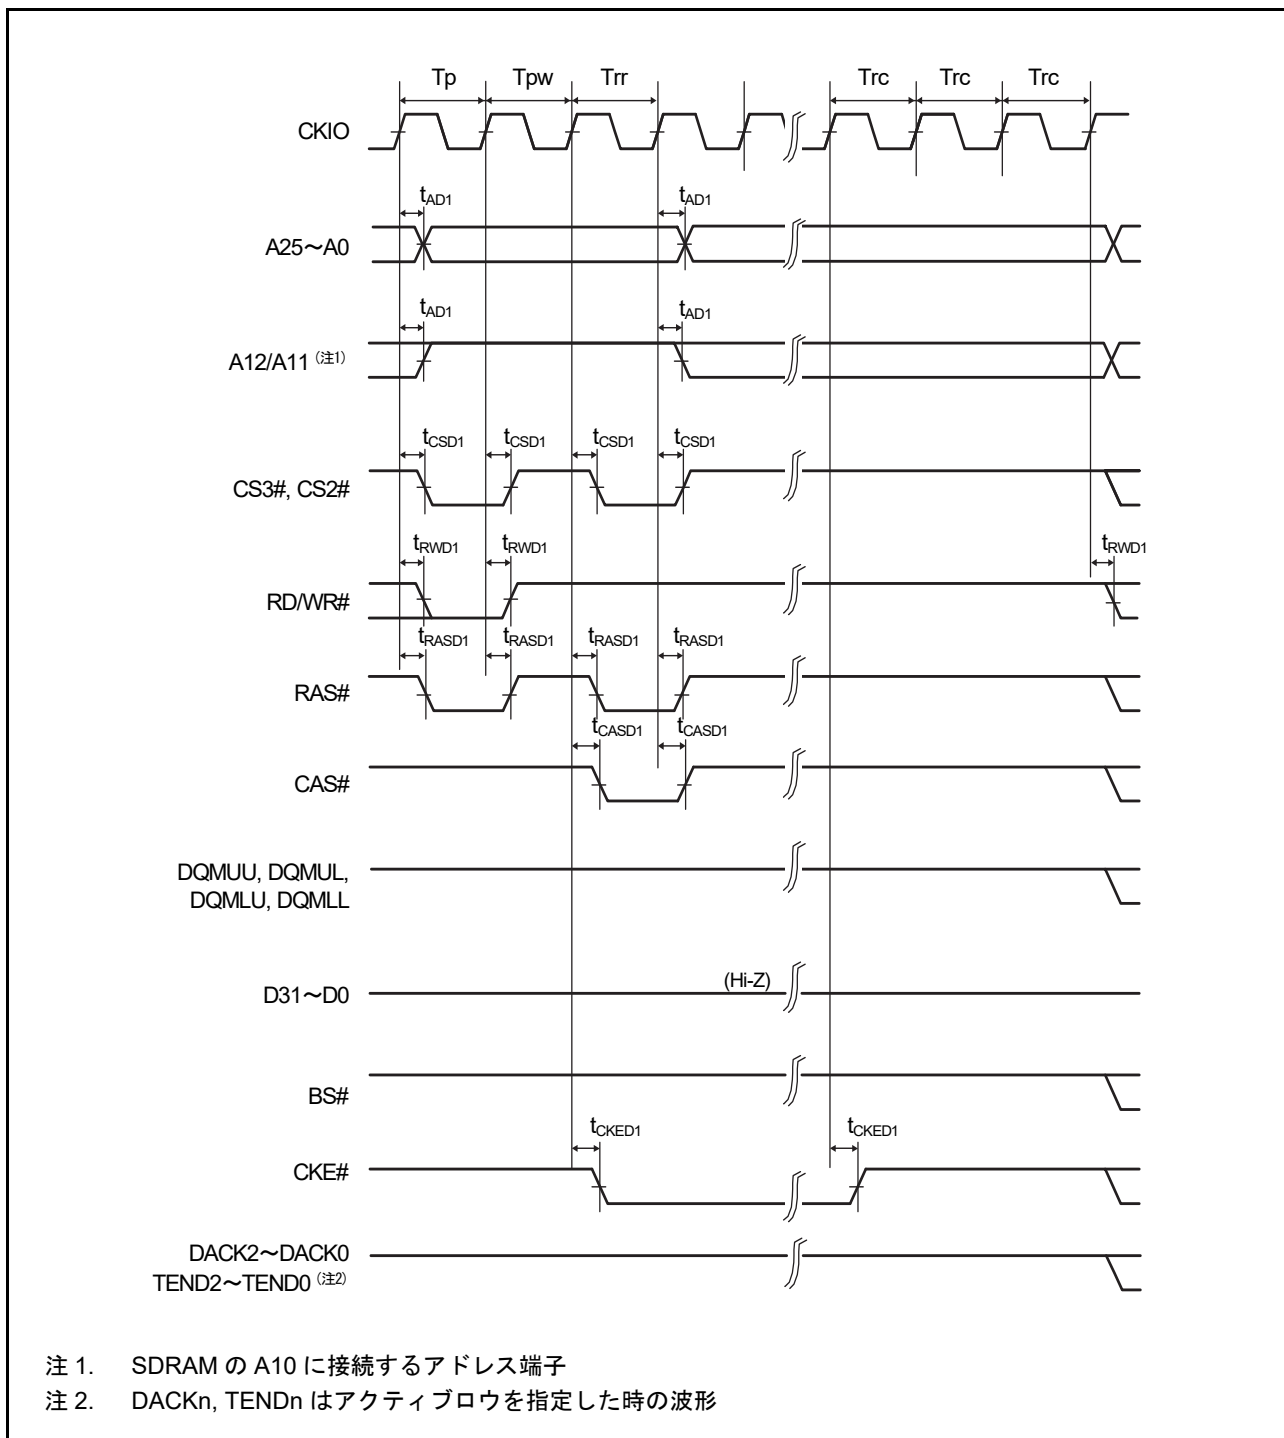 Tp Tpw Trr Trc Trc Trc
CKIO
tAD1 tAD1
A25～A0
tAD1 tAD1
A12/A11 (注1)
tCSD1 tCSD1 tCSD1 tCSD1
CS3#, CS2#
tRWD1 tRWD1 tRWD1
RD/WR#
tRASD1 tRASD1 tRASD1 tRASD1
RAS#
tCASD1 tCASD1
CAS#
DQMUU, DQMUL,
DQMLU, DQMLL
(Hi-Z)
D31～D0
BS#
tCKED1 tCKED1
CKE#
DACK2～DACK0
TEND2～TEND0 (注2)
注 1. SDRAM の A10 に接続するアドレス端子
注 2. DACKn, TENDn はアクティブロウを指定した時の波形